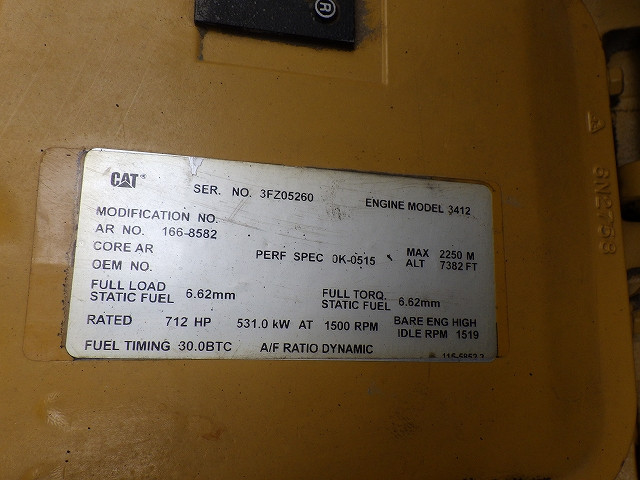 ®
CAT®
SER. NO. 3FZ05260
ENGINE MODEL 3412
MODIFICATION NO.
AR NO. 166-8582
CORE AR
PERF SPEC 0K-0515
MAX 2250 M
ALT 7382 FT
OEM NO.
FULL LOAD
STATIC FUEL 6.62mm
FULL TORQ.
STATIC FUEL 6.62mm
RATED 712 HP 531.0 kW AT 1500 RPM
BARE ENG HIGH
IDLE RPM 1519
FUEL TIMING 30.0BTC A/F RATIO DYNAMIC